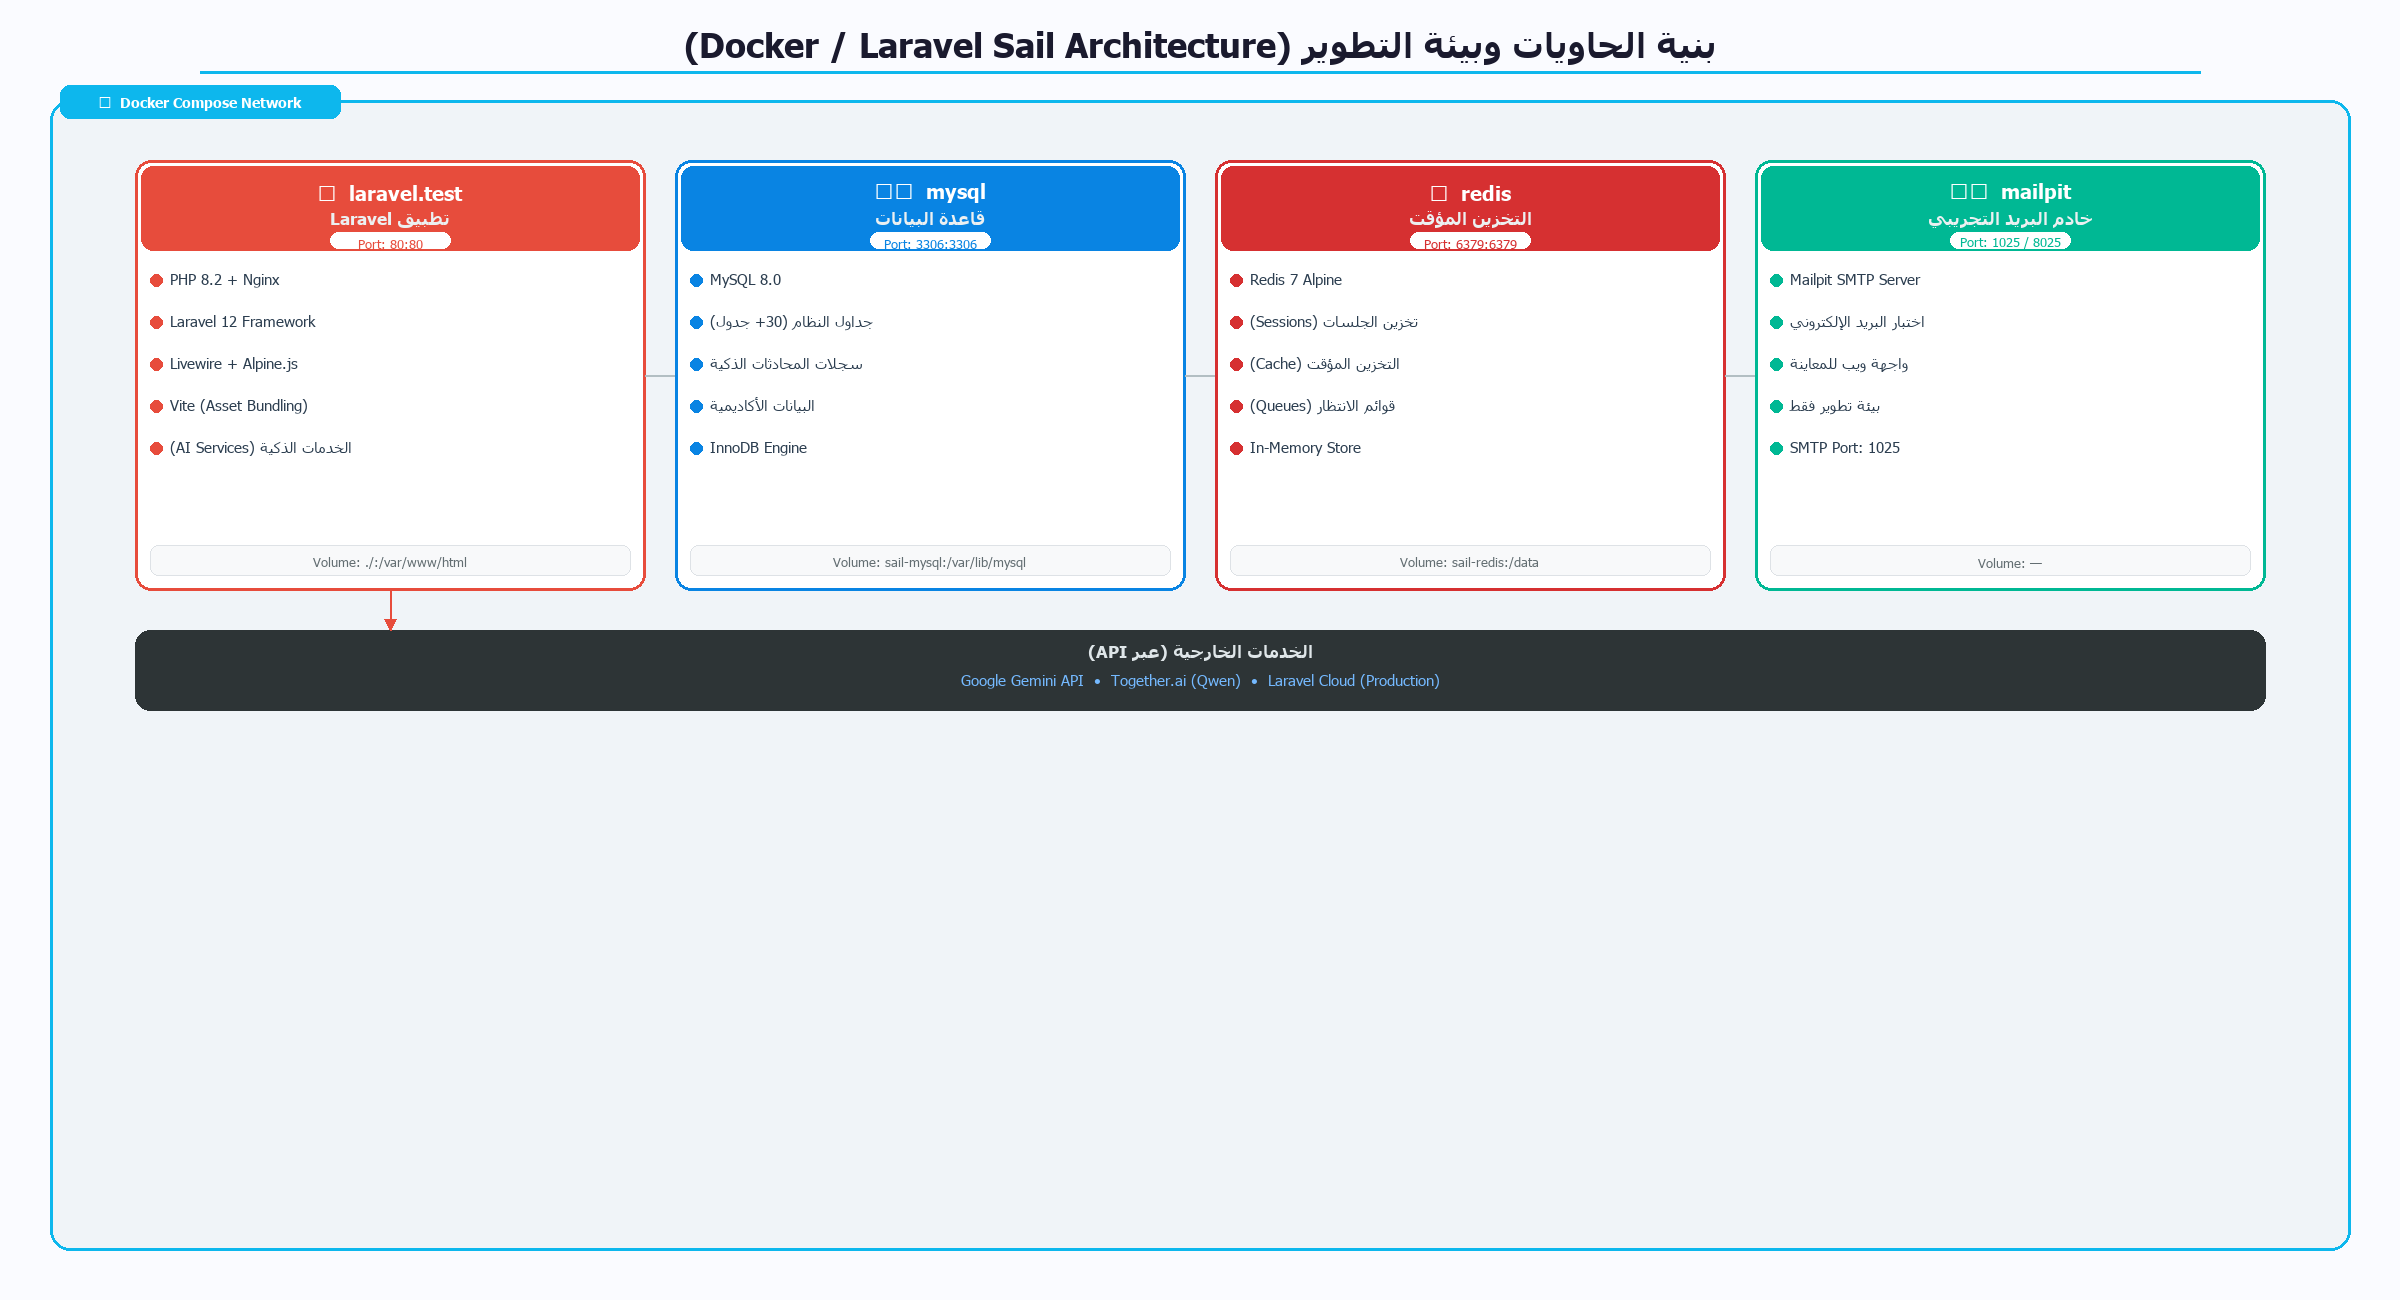 بنية الحاويات وبيئة التطوير (Docker / Laravel Sail Architecture)
Docker Compose Network
laravel.test
تطبيق Laravel
Port: 80:80
PHP 8.2 + Nginx
Laravel 12 Framework
Livewire + Alpine.js
Vite (Asset Bundling)
الخدمات الذكية (AI Services)
Volume: ./:/var/www/html
mysql
قاعدة البيانات
Port: 3306:3306
MySQL 8.0
جداول النظام (30+ جدول)
سجلات المحادثات الذكية
البيانات الأكاديمية
InnoDB Engine
Volume: sail-mysql:/var/lib/mysql
redis
التخزين المؤقت
Port: 6379:6379
Redis 7 Alpine
تخزين الجلسات (Sessions)
التخزين المؤقت (Cache)
قوائم الانتظار (Queues)
In-Memory Store
Volume: sail-redis:/data
mailpit
خادم البريد التجريبي
Port: 1025 / 8025
Mailpit SMTP Server
اختبار البريد الإلكتروني
واجهة ويب للمعاينة
بيئة تطوير فقط
SMTP Port: 1025
Volume: —
الخدمات الخارجية (عبر API)
Google Gemini API • Together.ai (Qwen) • Laravel Cloud (Production)